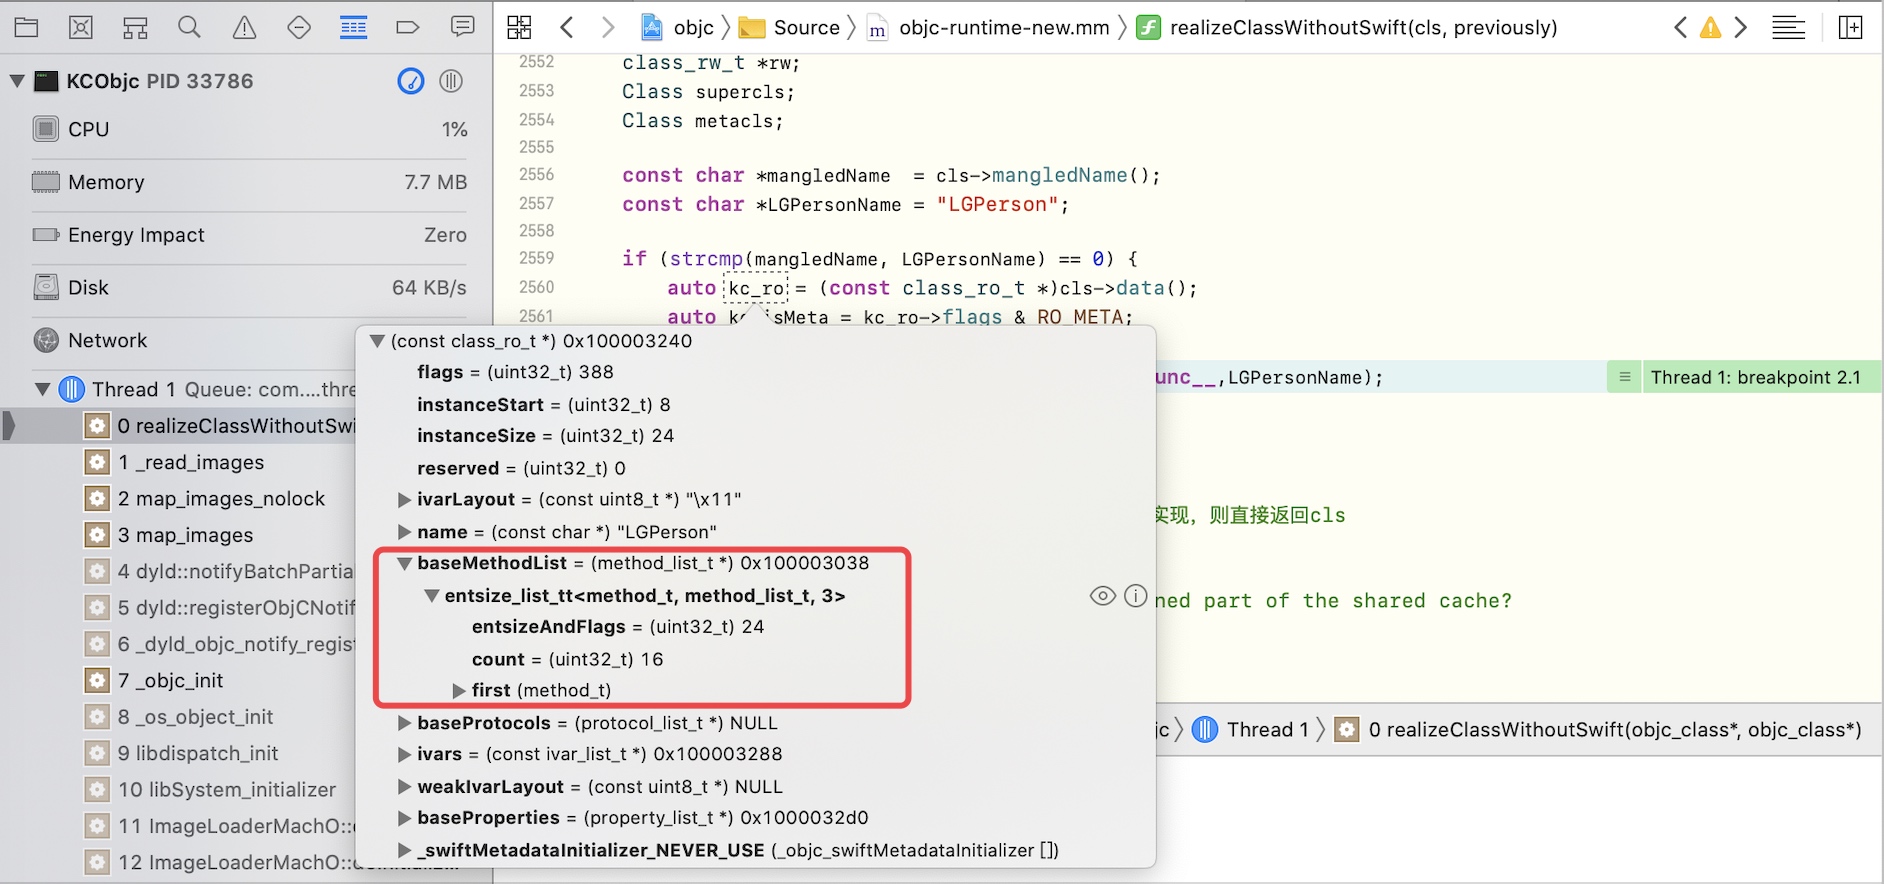 objc 〉 Source 〉 m objc-runtime-new.mm 〉 f realizeClassWithoutSwift(cls, previously)
KCObjc PID 33786
CPU 1%
Memory 7.7 MB
Energy Impact Zero
Disk 64 KB/s
Network
Thread 1 Queue: com....thre
0 realizeClassWithoutSwi
1 _read_images
2 map_images_nolock
3 map_images
4 dyld::notifyBatchPartia
5 dyld::registerObjCNotif
6 _dyld_objc_notify_regist
7 _objc_init
8 _os_object_init
9 libdispatch_init
10 libSystem_initializer
11 ImageLoaderMachO::
12 ImageLoaderMachO::
2552 class_rw_t *rw;
2553 Class supercls;
2554 Class metacls;
2555
2556 const char *mangledName  = cls->mangledName();
2557 const char *LGPersonName = "LGPerson";
2558
2559 if (strcmp(mangledName, LGPersonName) == 0) {
2560 auto kc_ro = (const class_ro_t *)cls->data();
2561 auto kc_isMeta = kc_ro->flags & RO_META;
unc__,LGPersonName);
Thread 1: breakpoint 2.1
实现，则直接返回cls
ned part of the shared cache?
(const class_ro_t *) 0x100003240
flags = (uint32_t) 388
instanceStart = (uint32_t) 8
instanceSize = (uint32_t) 24
reserved = (uint32_t) 0
ivarLayout = (const uint8_t *) "\x11"
name = (const char *) "LGPerson"
baseMethodList = (method_list_t *) 0x100003038
entsize_list_tt<method_t, method_list_t, 3>
entsizeAndFlags = (uint32_t) 24
count = (uint32_t) 16
first (method_t)
baseProtocols = (protocol_list_t *) NULL
ivars = (const ivar_list_t *) 0x100003288
weakIvarLayout = (const uint8_t *) NULL
baseProperties = (property_list_t *) 0x1000032d0
_swiftMetadataInitializer_NEVER_USE (_objc_swiftMetadataInitializer [])
jc 〉 Thread 1 〉 0 realizeClassWithoutSwift(objc_class*, objc_class*)